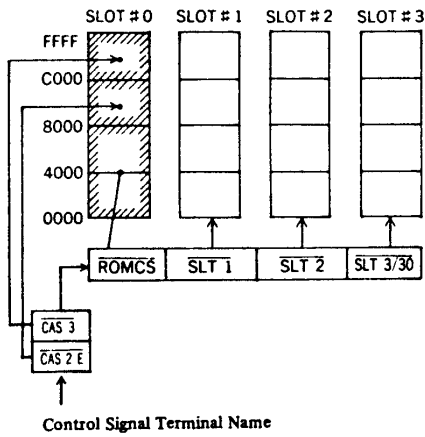 SLOT #0 SLOT #1 SLOT #2 SLOT #3
FFFF
C000
8000
4000
0000
ROMCS SLT 1 SLT 2 SLT 3/30
CAS 3
CAS 2 E
Control Signal Terminal Name